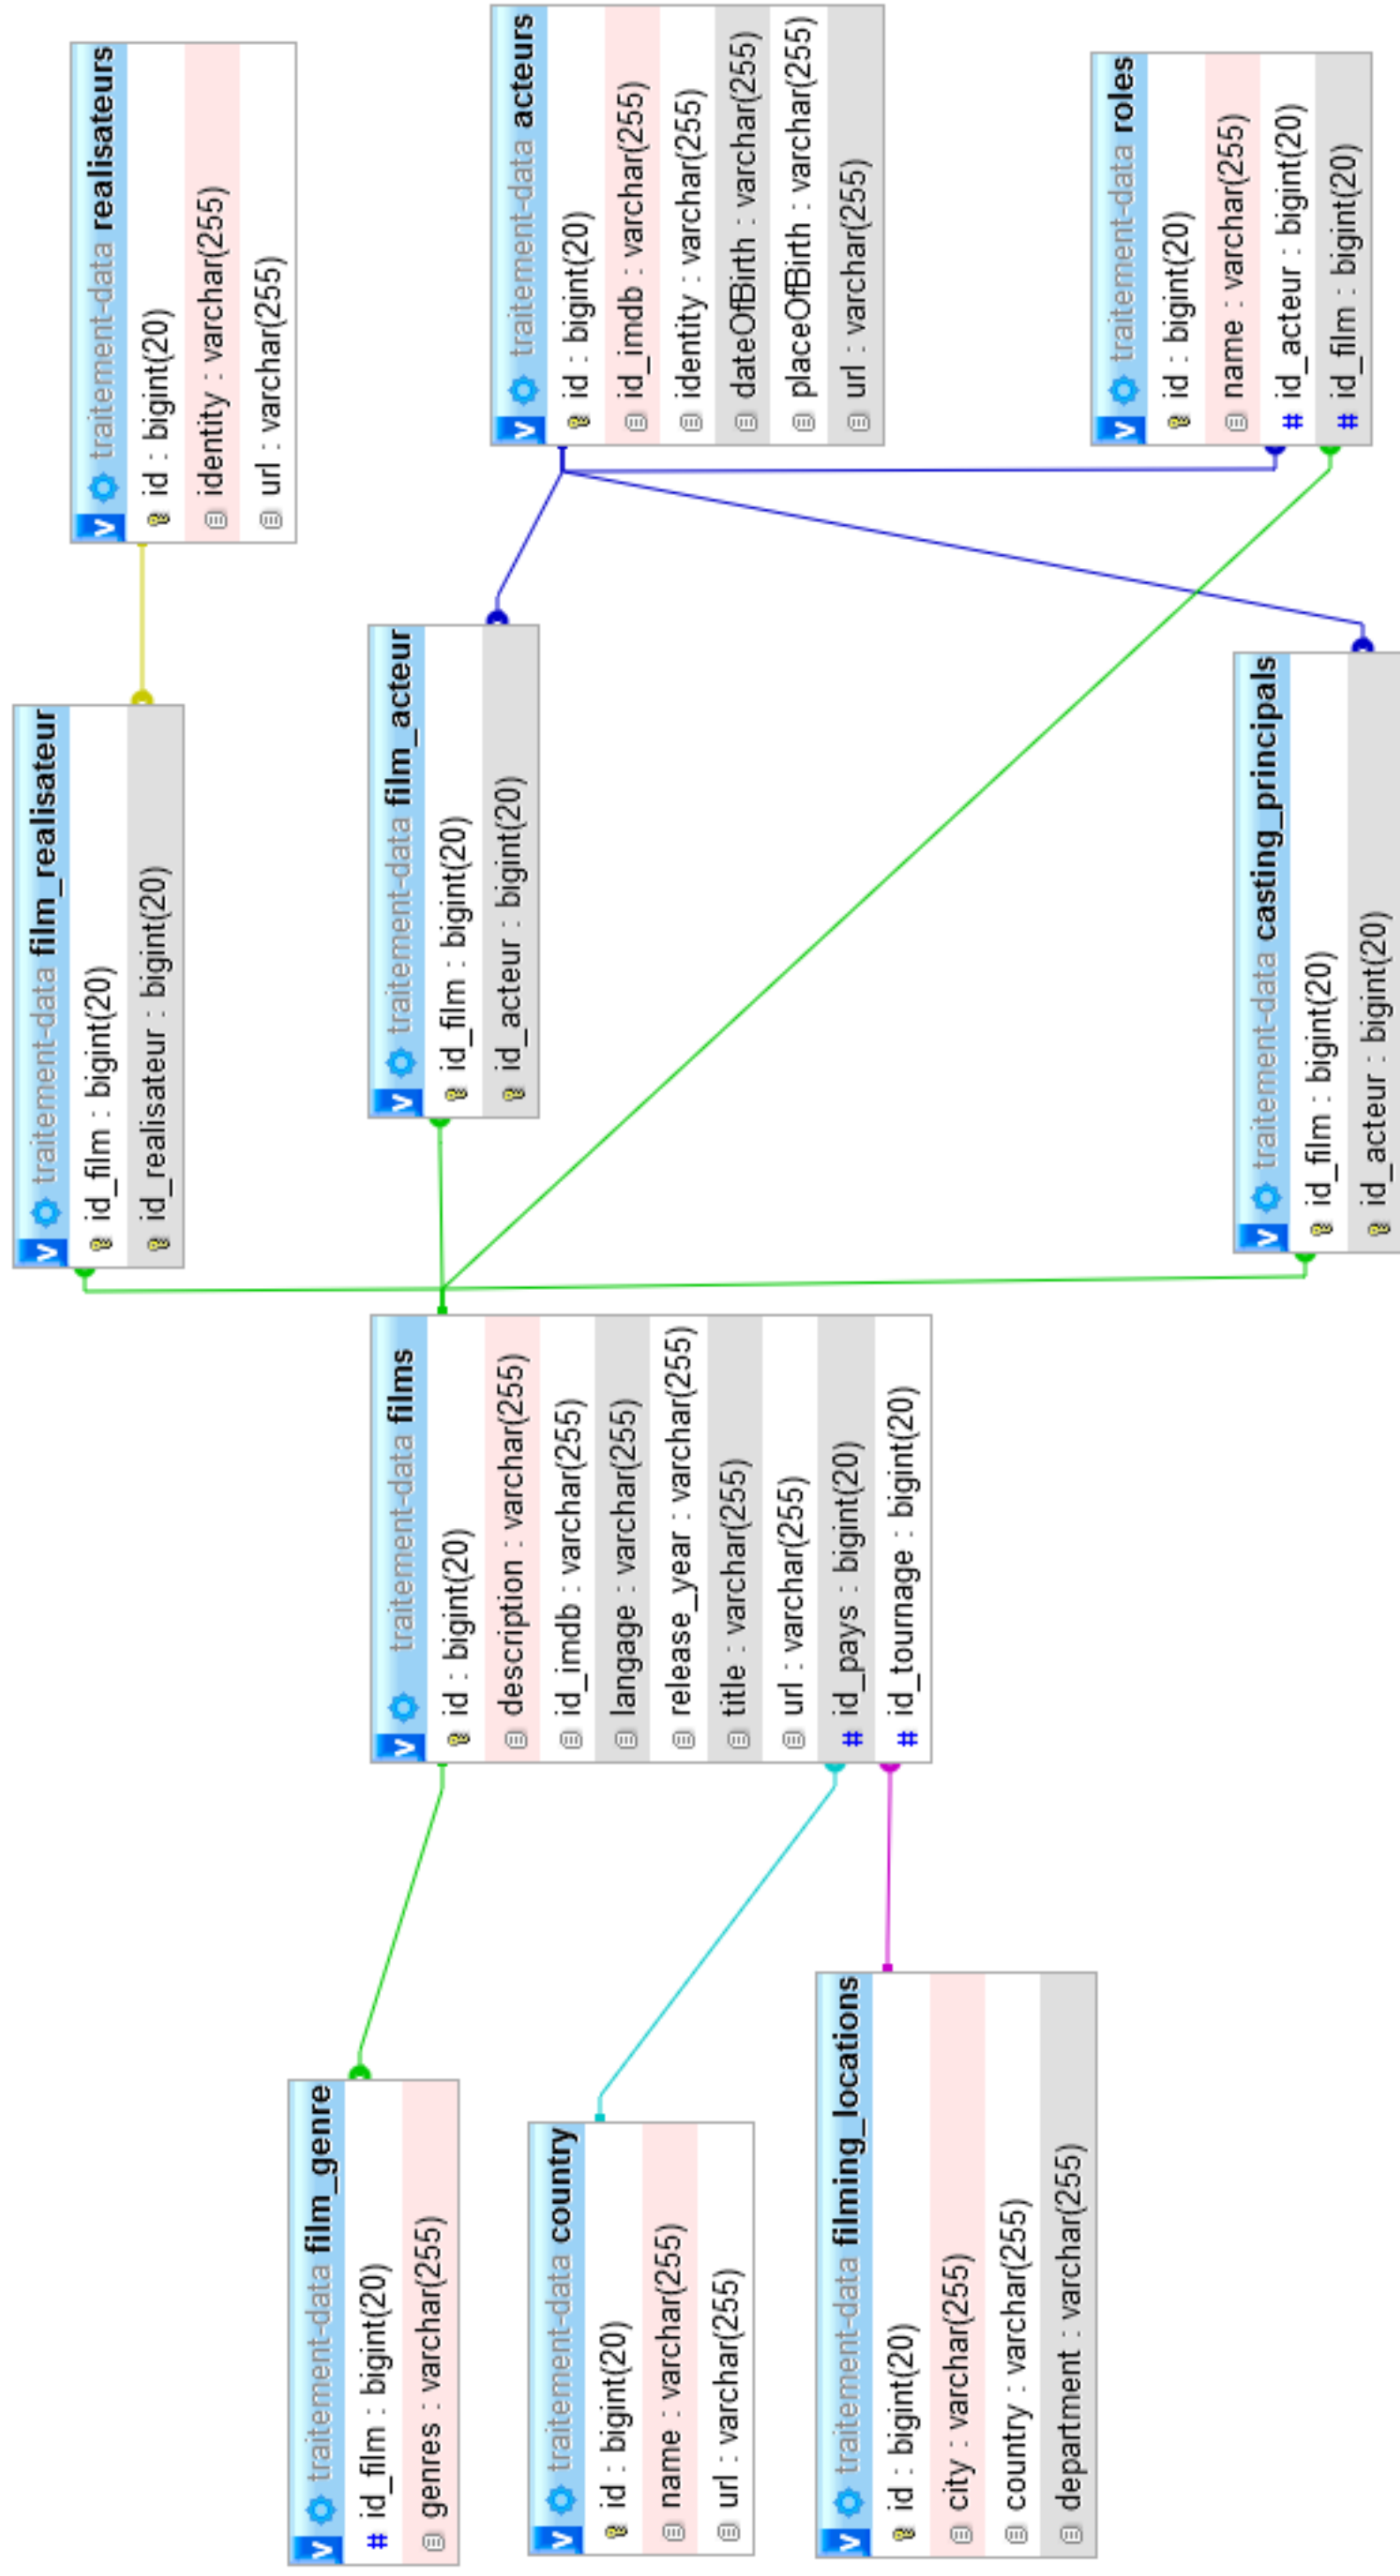 traitement-data film_genre
id_film : bigint(20)
genres : varchar(255)
traitement-data country
id : bigint(20)
name : varchar(255)
url : varchar(255)
traitement-data filming_locations
id : bigint(20)
city : varchar(255)
country : varchar(255)
department : varchar(255)
traitement-data films
id : bigint(20)
description : varchar(255)
id_imdb : varchar(255)
langage : varchar(255)
release_year : varchar(255)
title : varchar(255)
url : varchar(255)
id_pays : bigint(20)
id_tournage : bigint(20)
traitement-data film_realisateur
id_film : bigint(20)
id_realisateur : bigint(20)
traitement-data film_acteur
id_film : bigint(20)
id_acteur : bigint(20)
traitement-data casting_principals
id_film : bigint(20)
id_acteur : bigint(20)
traitement-data realisateurs
id : bigint(20)
identity : varchar(255)
url : varchar(255)
traitement-data acteurs
id : bigint(20)
id_imdb : varchar(255)
identity : varchar(255)
dateOfBirth : varchar(255)
placeOfBirth : varchar(255)
url : varchar(255)
traitement-data roles
id : bigint(20)
name : varchar(255)
# id_acteur : bigint(20)
# id_film : bigint(20)